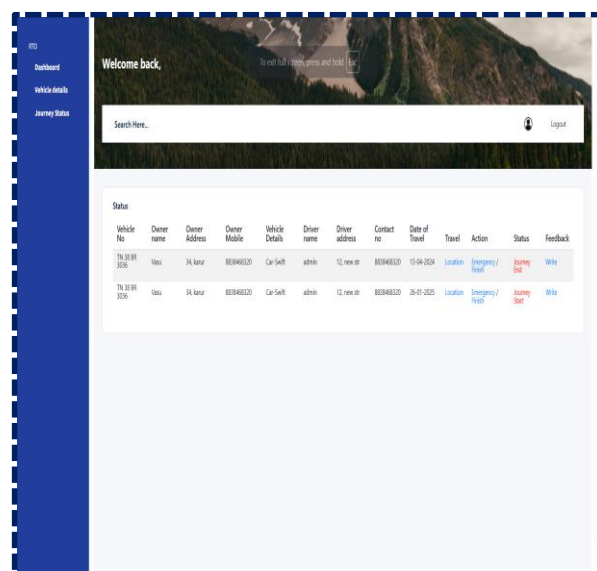 RTO
Dashboard
Vehicle details
Journey Status
Welcome back,
To exit full screen, press and hold Esc
Search Here...
Logout
Status
Vehicle No Owner name Owner Address Owner Mobile Vehicle Details Driver name Driver address Contact no Date of Travel Travel Action Status Feedback
TN 38 BR 3036 Vasu 34, karur 8838468320 Car-Swift admin 12, new str 8838468320 13-04-2024 Location Emergency / Finish Journey End Write
TN 38 BR 3036 Vasu 34, karur 8838468320 Car-Swift admin 12, new str 8838468320 26-01-2025 Location Emergency / Finish Journey Start Write